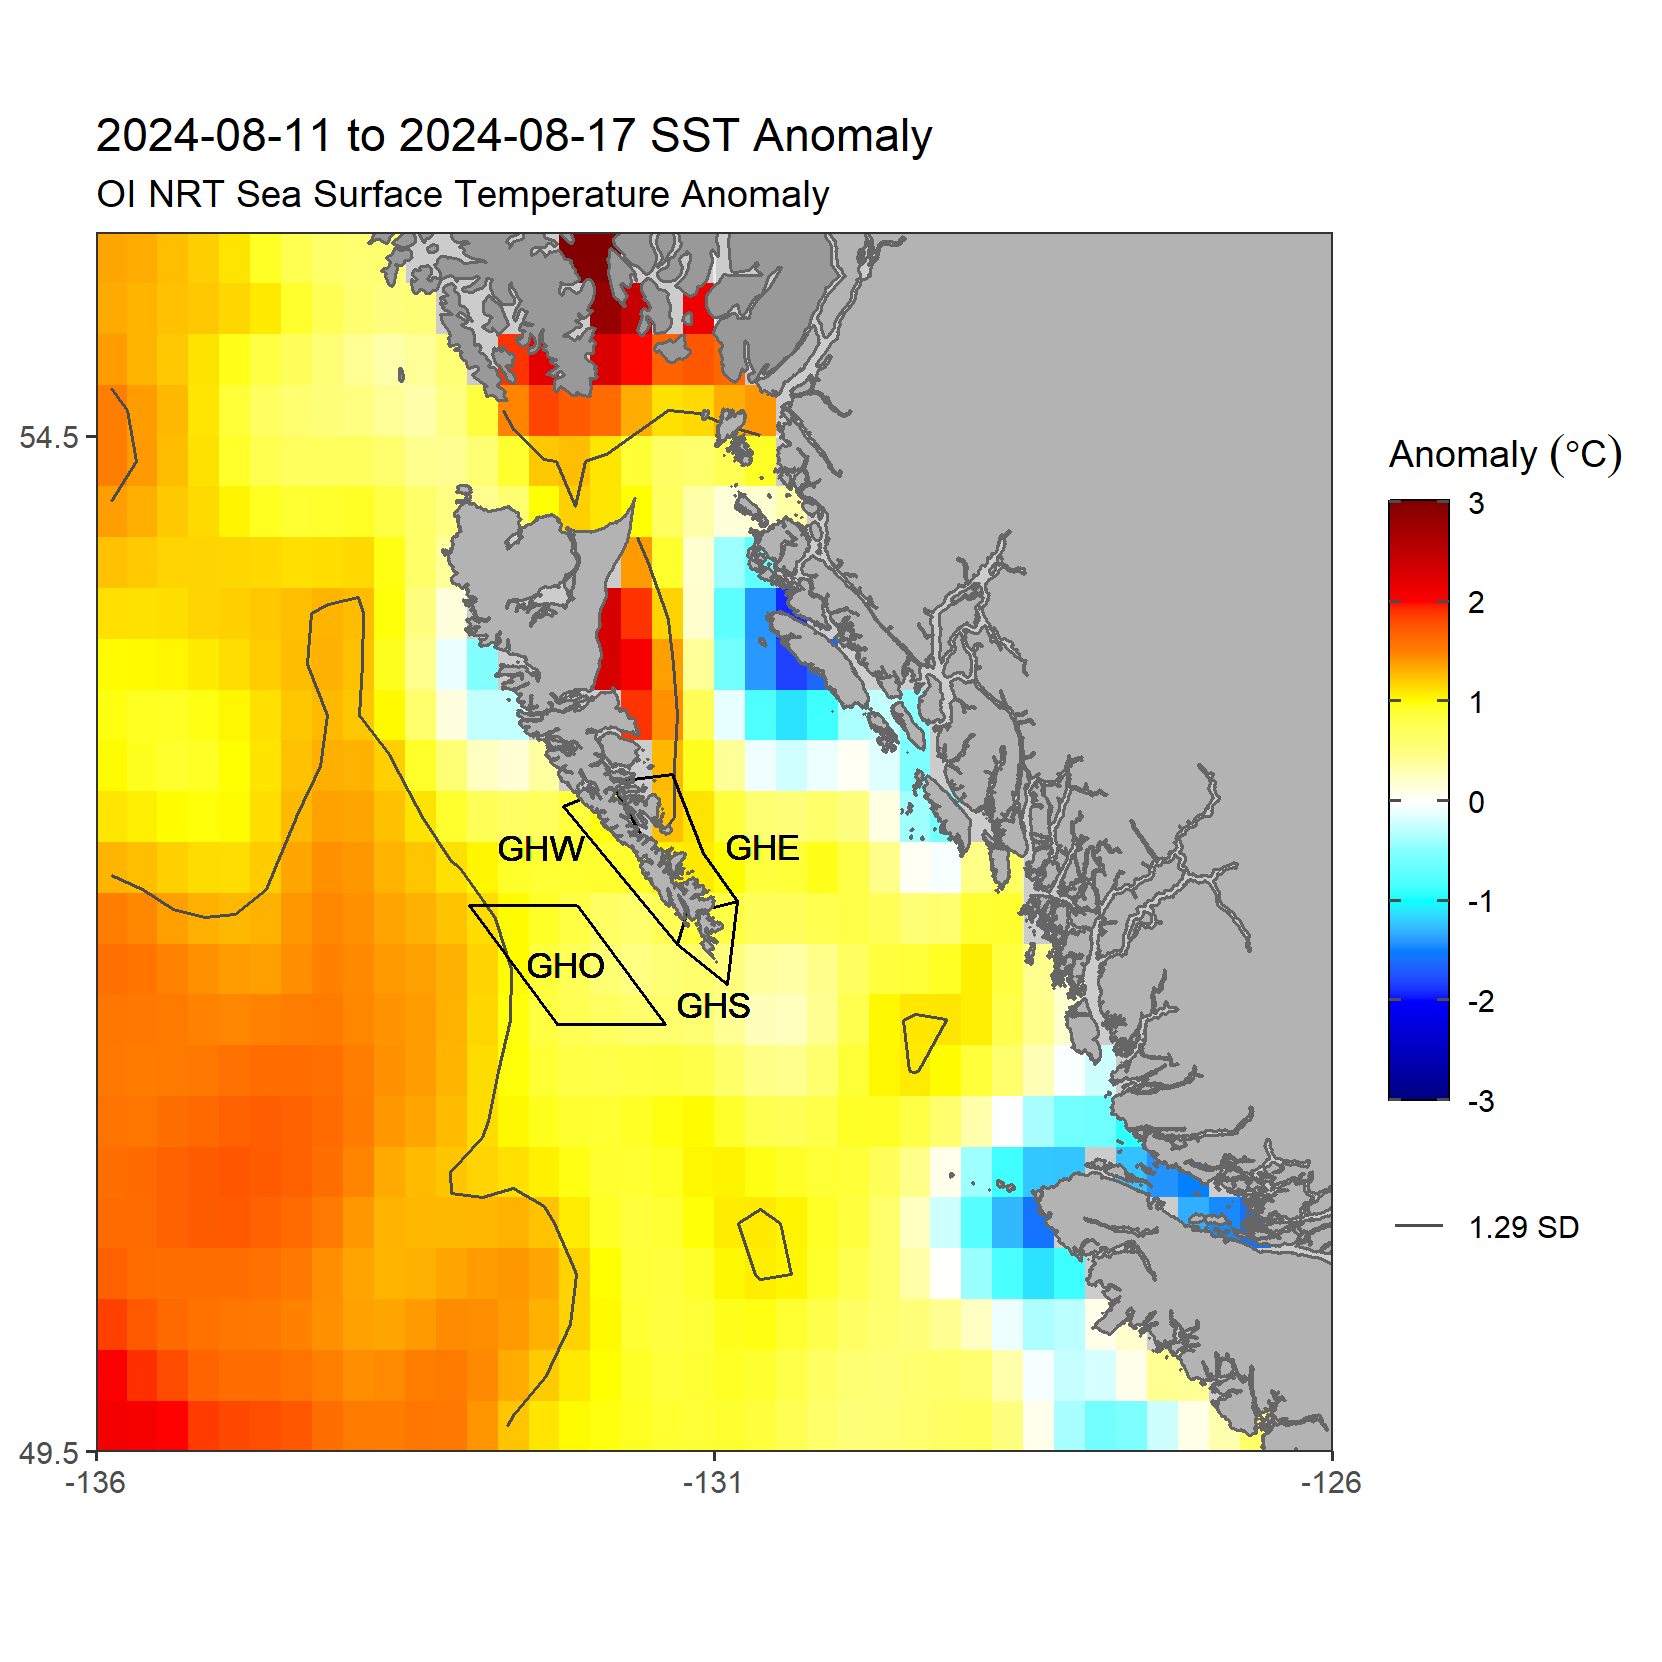 2024-08-11 to 2024-08-17 SST Anomaly
OI NRT Sea Surface Temperature Anomaly
54.5
49.5
-136
-131
-126
GHW
GHE
GHO
GHS
Anomaly (°C)
3
2
1
0
-1
-2
-3
1.29 SD